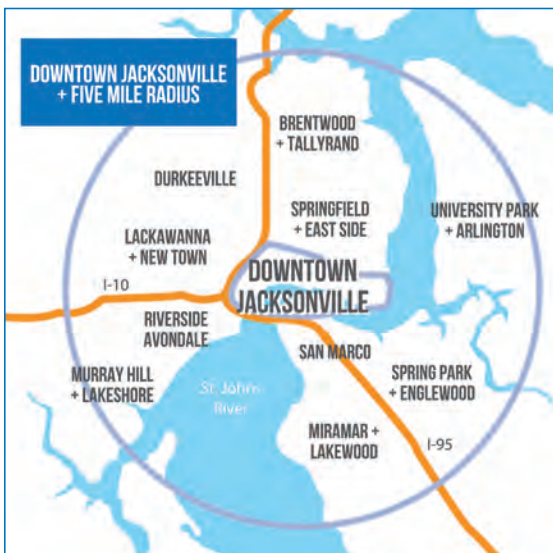 DOWNTOWN JACKSONVILLE
+ FIVE MILE RADIUS
BRENTWOOD
+ TALLYRAND
DURKEEVILLE
SPRINGFIELD
+ EAST SIDE
UNIVERSITY PARK
+ ARLINGTON
LACKAWANNA
+ NEW TOWN
DOWNTOWN
JACKSONVILLE
I-10
RIVERSIDE
AVONDALE
SAN MARCO
MURRAY HILL
+ LAKESHORE
SPRING PARK
+ ENGLEWOOD
St. Johns
River
MIRAMAR +
LAKEWOOD
I-95